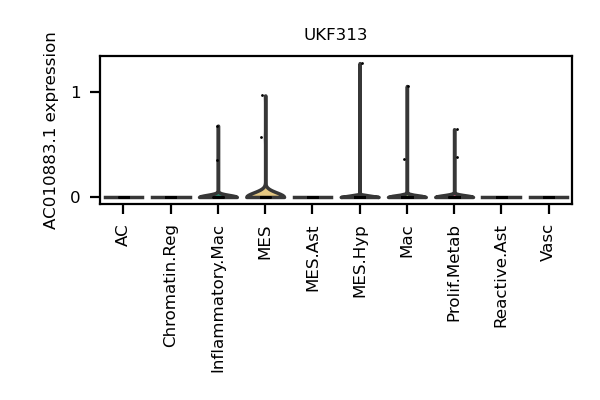 UKF313
AC010883.1 expression
1
0
AC
Chromatin.Reg
Inflammatory.Mac
MES
MES.Ast
MES.Hyp
Mac
Prolif.Metab
Reactive.Ast
Vasc